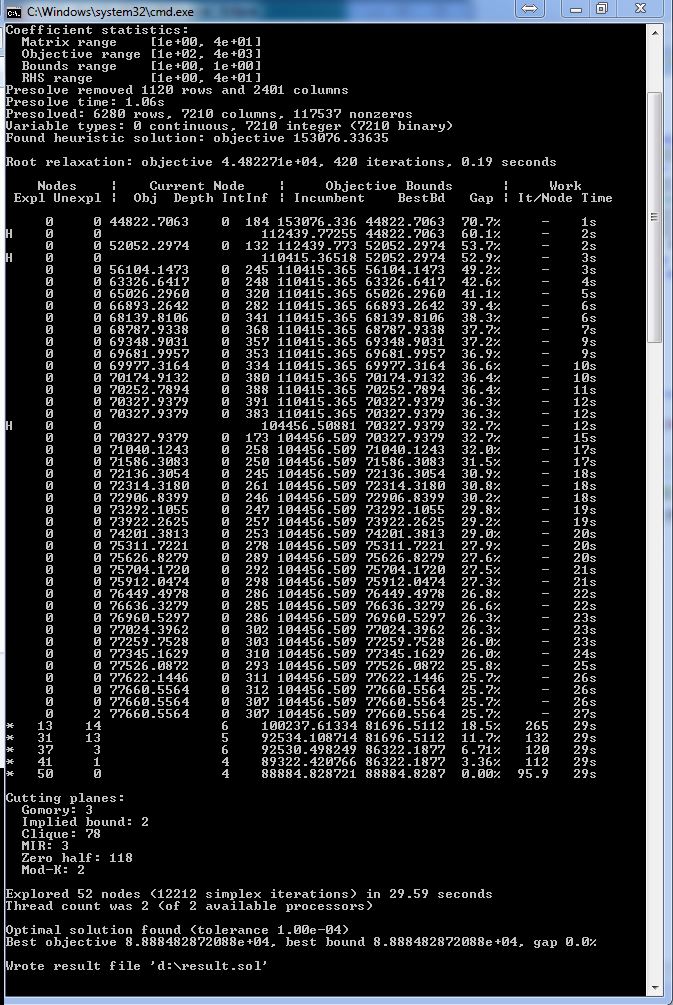 C:\Windows\system32\cmd.exe
Coefficient statistics:
Matrix range [1e+00, 4e+01]
Objective range [1e+02, 4e+03]
Bounds range [1e+00, 1e+00]
RHS range [1e+00, 4e+01]
Presolve removed 1120 rows and 2401 columns
Presolve time: 1.06s
Presolved: 6280 rows, 7210 columns, 117537 nonzeros
Variable types: 0 continuous, 7210 integer (7210 binary)
Found heuristic solution: objective 153076.33635
Root relaxation: objective 4.482271e+04, 420 iterations, 0.19 seconds
Nodes | Current Node | Objective Bounds | Work
Expl Unexpl | Obj Depth IntInf | Incumbent BestBd Gap | It/Node Time
0 0 44822.7063 0 184 153076.336 44822.7063 70.7% - 1s
H 0 0 112439.77255 44822.7063 60.1% - 2s
0 0 52052.2974 0 132 112439.773 52052.2974 53.7% - 2s
H 0 0 110415.36518 52052.2974 52.9% - 3s
0 0 56104.1473 0 245 110415.365 56104.1473 49.2% - 3s
0 0 63326.6417 0 248 110415.365 63326.6417 42.6% - 4s
0 0 65026.2960 0 320 110415.365 65026.2960 41.1% - 5s
0 0 66893.2642 0 282 110415.365 66893.2642 39.4% - 6s
0 0 68139.8106 0 341 110415.365 68139.8106 38.3% - 6s
0 0 68787.9338 0 368 110415.365 68787.9338 37.7% - 7s
0 0 69348.9031 0 357 110415.365 69348.9031 37.2% - 9s
0 0 69681.9957 0 353 110415.365 69681.9957 36.9% - 9s
0 0 69977.3164 0 334 110415.365 69977.3164 36.6% - 10s
0 0 70174.9132 0 380 110415.365 70174.9132 36.4% - 10s
0 0 70252.7894 0 388 110415.365 70252.7894 36.4% - 11s
0 0 70327.9379 0 391 110415.365 70327.9379 36.3% - 12s
0 0 70327.9379 0 383 110415.365 70327.9379 36.3% - 12s
H 0 0 104456.50881 70327.9379 32.7% - 12s
0 0 70327.9379 0 173 104456.509 70327.9379 32.7% - 15s
0 0 71040.1243 0 258 104456.509 71040.1243 32.0% - 17s
0 0 71586.3083 0 250 104456.509 71586.3083 31.5% - 17s
0 0 72136.3054 0 245 104456.509 72136.3054 30.9% - 18s
0 0 72314.3180 0 261 104456.509 72314.3180 30.8% - 18s
0 0 72906.8399 0 246 104456.509 72906.8399 30.2% - 18s
0 0 73292.1055 0 247 104456.509 73292.1055 29.8% - 19s
0 0 73922.2625 0 257 104456.509 73922.2625 29.2% - 19s
0 0 74201.3813 0 253 104456.509 74201.3813 29.0% - 20s
0 0 75311.7221 0 278 104456.509 75311.7221 27.9% - 20s
0 0 75626.8279 0 289 104456.509 75626.8279 27.6% - 20s
0 0 75704.1720 0 292 104456.509 75704.1720 27.5% - 21s
0 0 75912.0474 0 298 104456.509 75912.0474 27.3% - 21s
0 0 76449.4978 0 286 104456.509 76449.4978 26.8% - 22s
0 0 76636.3279 0 285 104456.509 76636.3279 26.6% - 22s
0 0 76960.5297 0 286 104456.509 76960.5297 26.3% - 23s
0 0 77024.3962 0 302 104456.509 77024.3962 26.3% - 23s
0 0 77259.7528 0 303 104456.509 77259.7528 26.0% - 23s
0 0 77345.1629 0 310 104456.509 77345.1629 26.0% - 24s
0 0 77526.0872 0 293 104456.509 77526.0872 25.8% - 25s
0 0 77622.1446 0 311 104456.509 77622.1446 25.7% - 26s
0 0 77660.5564 0 312 104456.509 77660.5564 25.7% - 26s
0 0 77660.5564 0 307 104456.509 77660.5564 25.7% - 26s
0 2 77660.5564 0 307 104456.509 77660.5564 25.7% - 27s
* 13 14 6 100237.61334 81696.5112 18.5% 265 29s
* 31 13 5 92534.108714 81696.5112 11.7% 132 29s
* 37 3 6 92530.498249 86322.1877 6.71% 120 29s
* 41 1 4 89322.420766 86322.1877 3.36% 112 29s
* 50 0 4 88884.828721 88884.8287 0.00% 95.9 29s
Cutting planes:
Gomory: 3
Implied bound: 2
Clique: 78
MIR: 3
Zero half: 118
Mod-K: 2
Explored 52 nodes (12212 simplex iterations) in 29.59 seconds
Thread count was 2 (of 2 available processors)
Optimal solution found (tolerance 1.00e-04)
Best objective 8.888482872088e+04, best bound 8.888482872088e+04, gap 0.0%
Wrote result file 'd:\result.sol'